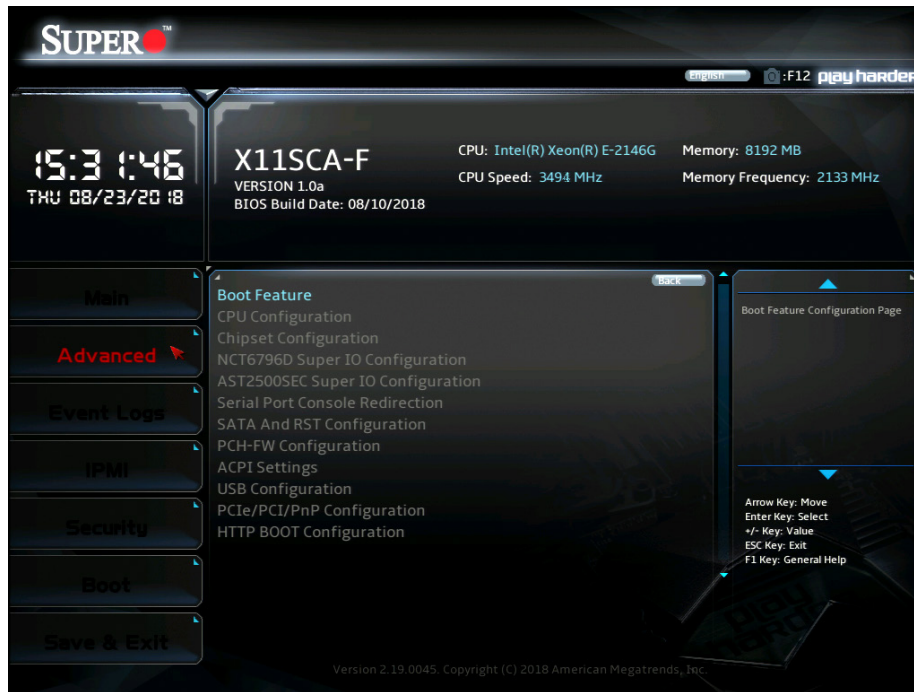 SUPER™
English :F12 play harder
15:31:46
THU 08/23/2018
X11SCA-F
VERSION 1.0a
BIOS Build Date: 08/10/2018
CPU: Intel(R) Xeon(R) E-2146G
CPU Speed: 3494 MHz
Memory: 8192 MB
Memory Frequency: 2133 MHz
Main
Advanced
Event Logs
IPMI
Security
Boot
Save & Exit
Back
Boot Feature
CPU Configuration
Chipset Configuration
NCT6796D Super IO Configuration
AST2500SEC Super IO Configuration
Serial Port Console Redirection
SATA And RST Configuration
PCH-FW Configuration
ACPI Settings
USB Configuration
PCIe/PCI/PnP Configuration
HTTP BOOT Configuration
Boot Feature Configuration Page
Arrow Key: Move
Enter Key: Select
+/- Key: Value
ESC Key: Exit
F1 Key: General Help
play
harder
Version 2.19.0045. Copyright (C) 2018 American Megatrends, Inc.